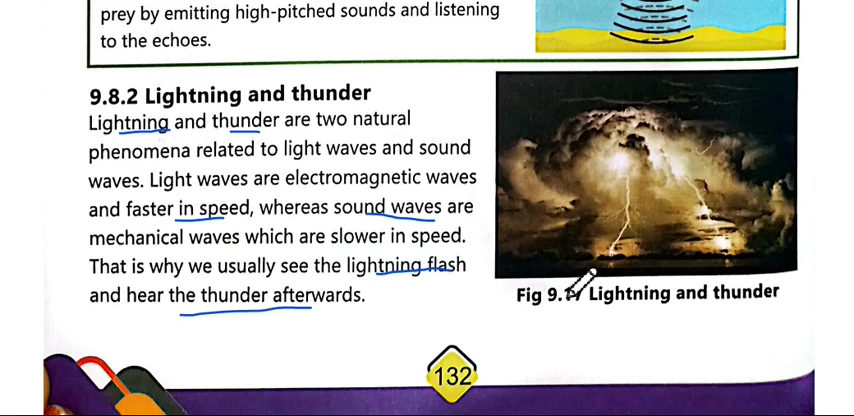 prey by emitting high-pitched sounds and listening
to the echoes.
9.8.2 Lightning and thunder
Lightning and thunder are two natural
phenomena related to light waves and sound
waves. Light waves are electromagnetic waves
and faster in speed, whereas sound waves are
mechanical waves which are slower in speed.
That is why we usually see the lightning flash
and hear the thunder afterwards.
Fig 9. Lightning and thunder
132